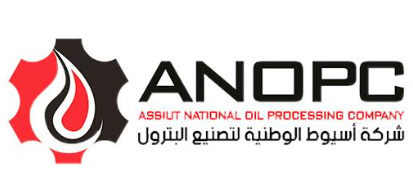 ANOPC
ASSIUT NATIONAL OIL PROCESSING COMPANY
شركة أسيوط الوطنية لتصنيع البترول